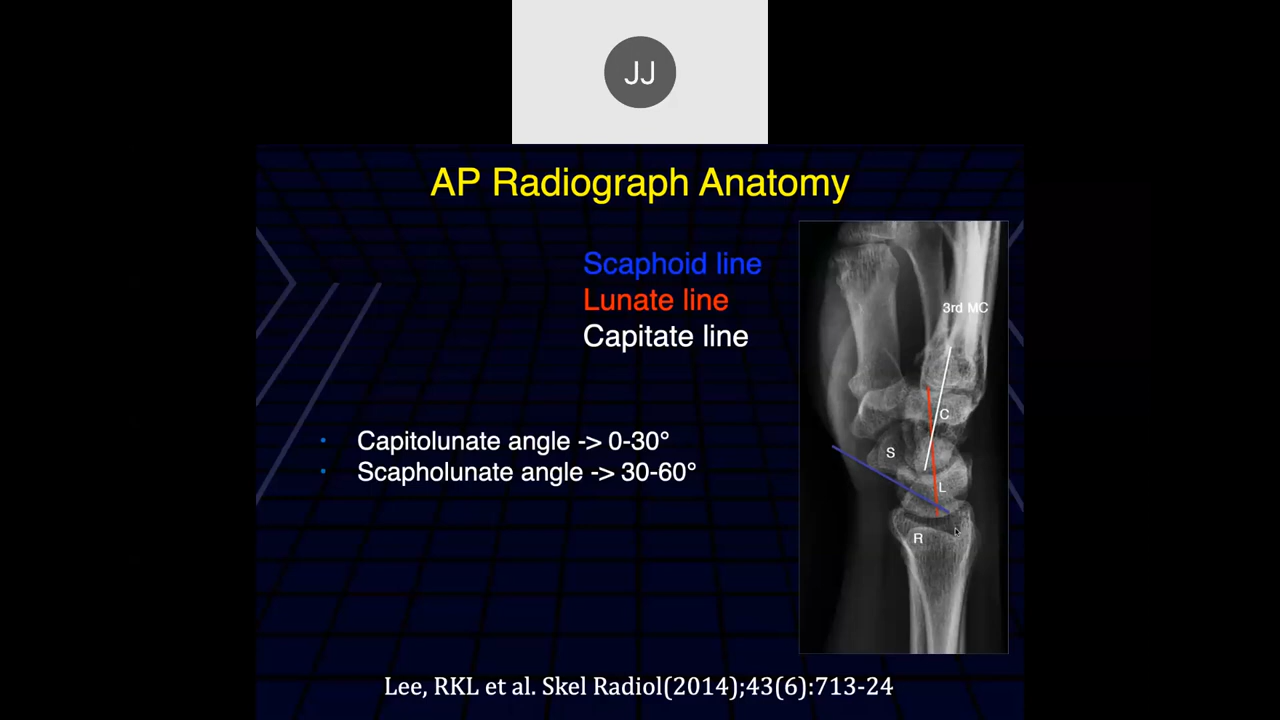 JJ
AP Radiograph Anatomy
Scaphoid line
Lunate line
Capitate line
3rd MC
C
S
L
R
• Capitolunate angle -> 0-30°
• Scapholunate angle -> 30-60°
Lee, RKL et al. Skel Radiol(2014);43(6):713-24